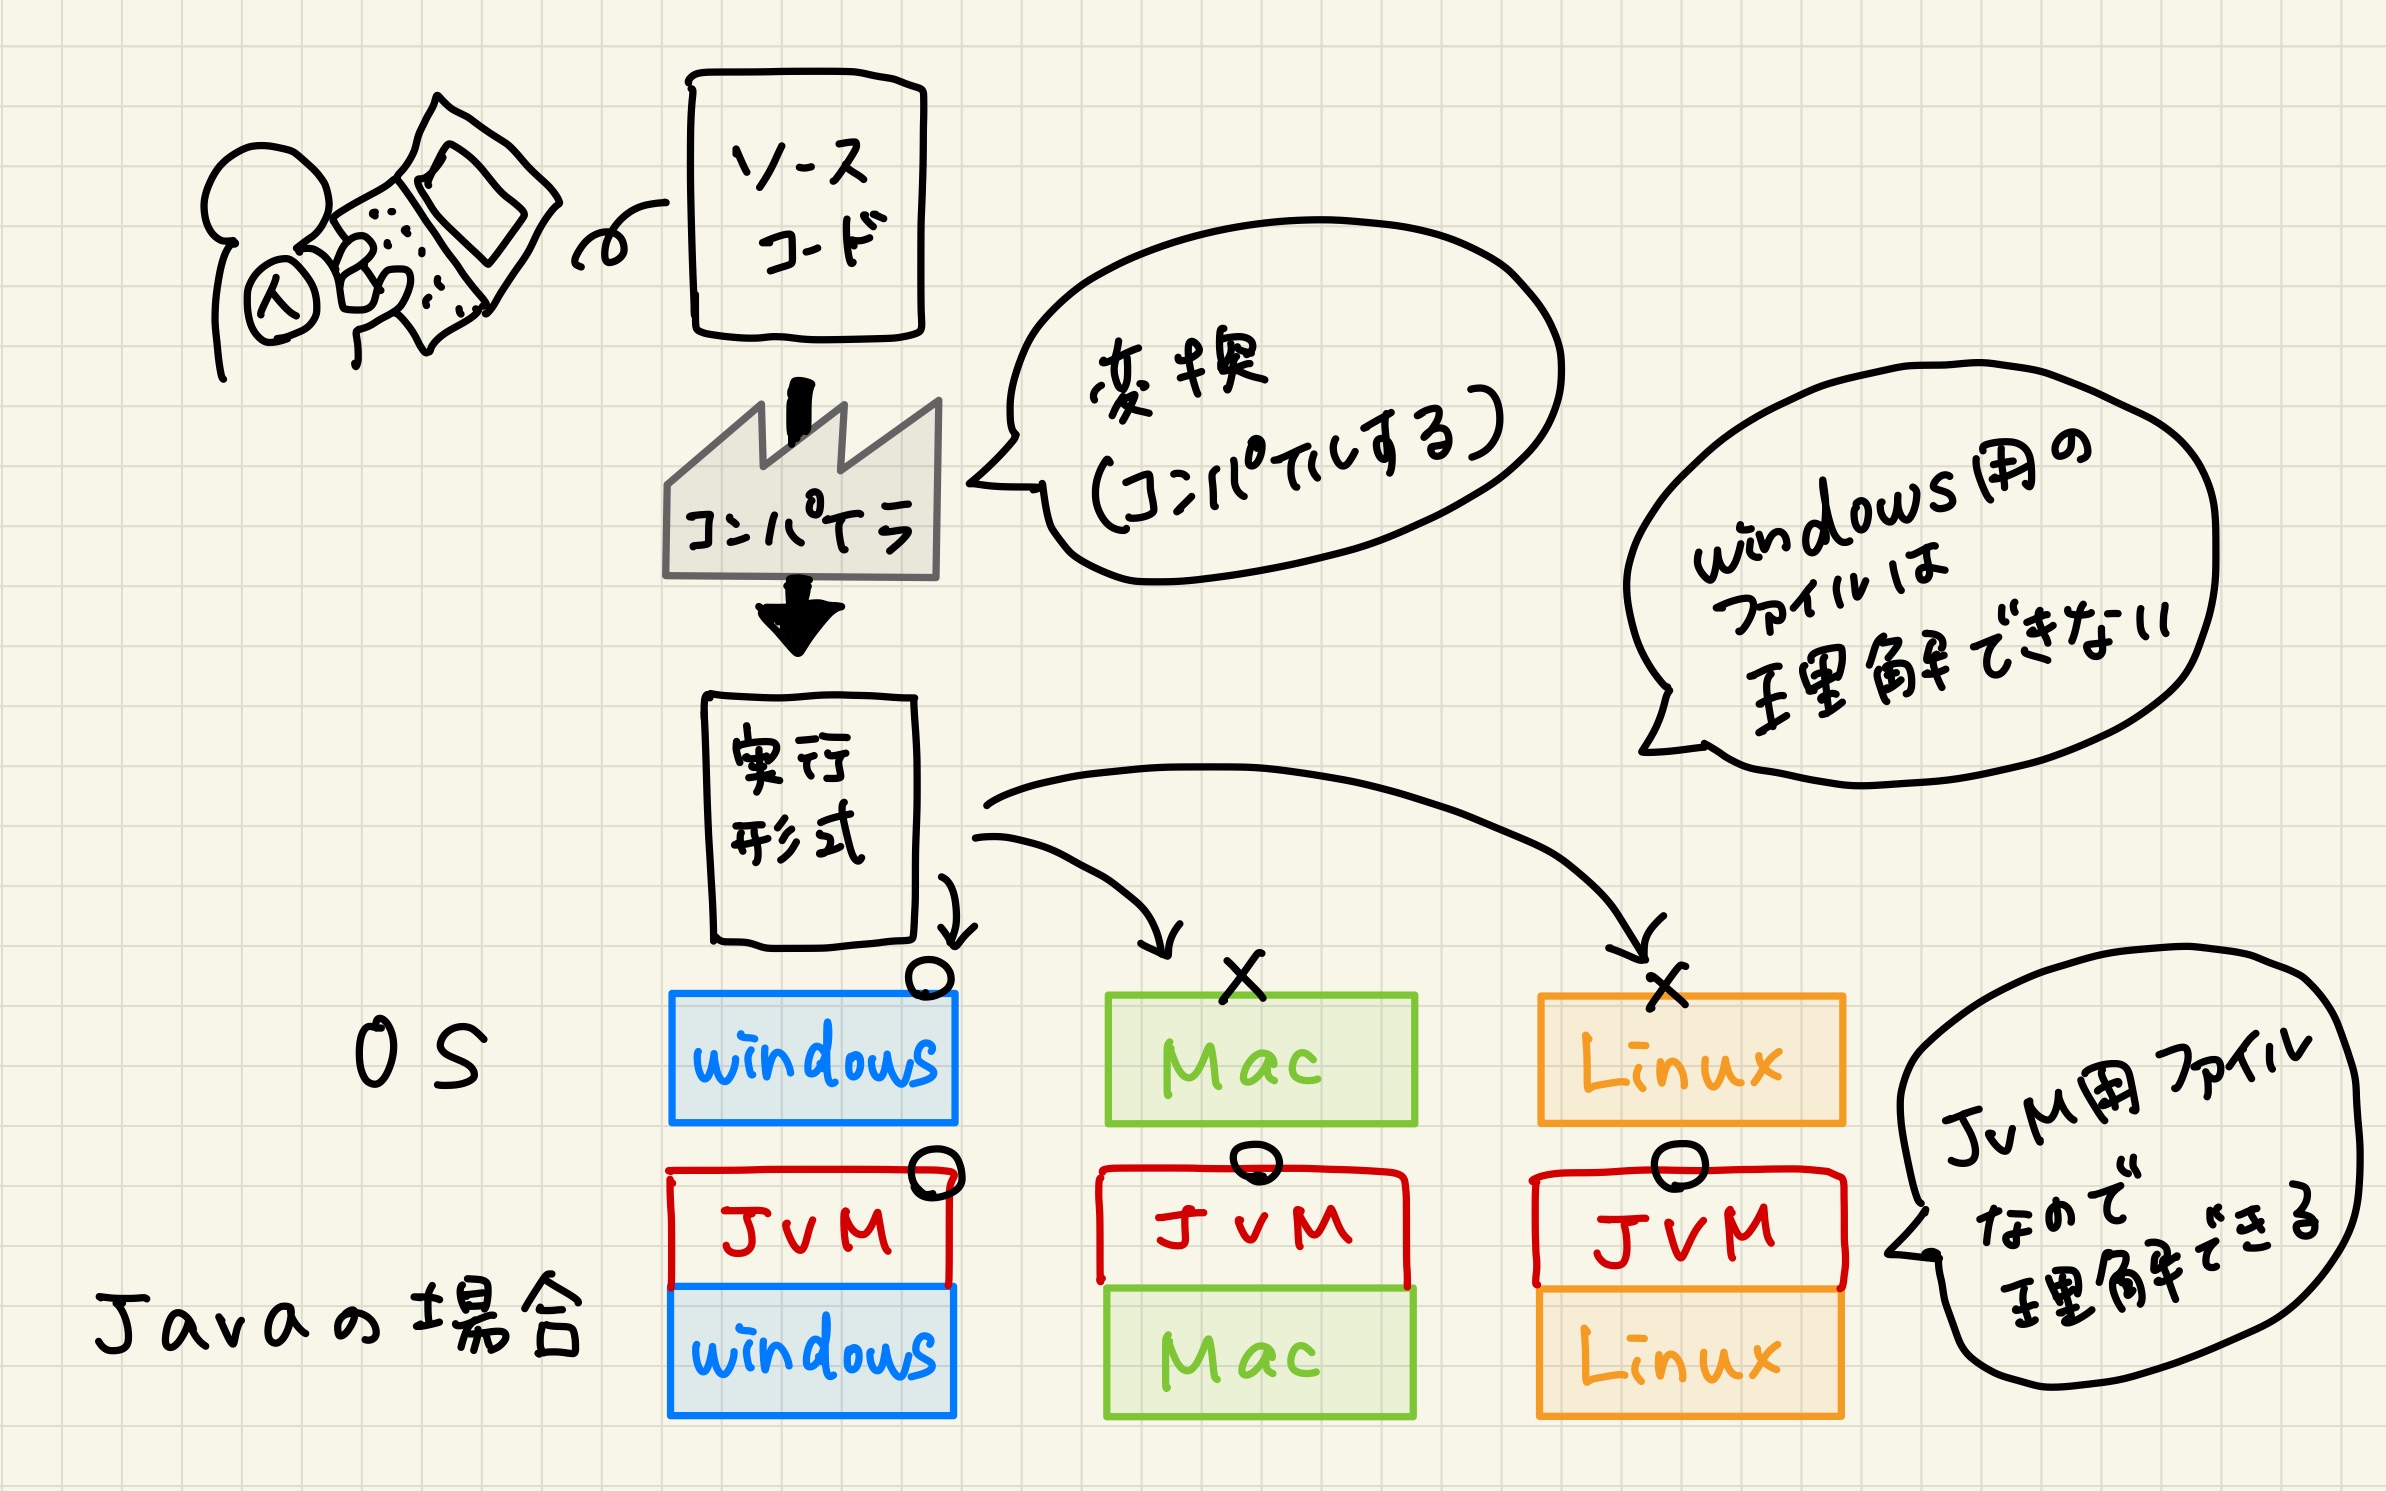 人
ソース
コード
変換
(コンパイルする)
コンパイラ
windows用の
ファイルは
理解できない
実行
形式
OS
windows
Mac
Linux
JVM用ファイル
なので
理解できる
JVM
JVM
JVM
Javaの場合
windows
Mac
Linux